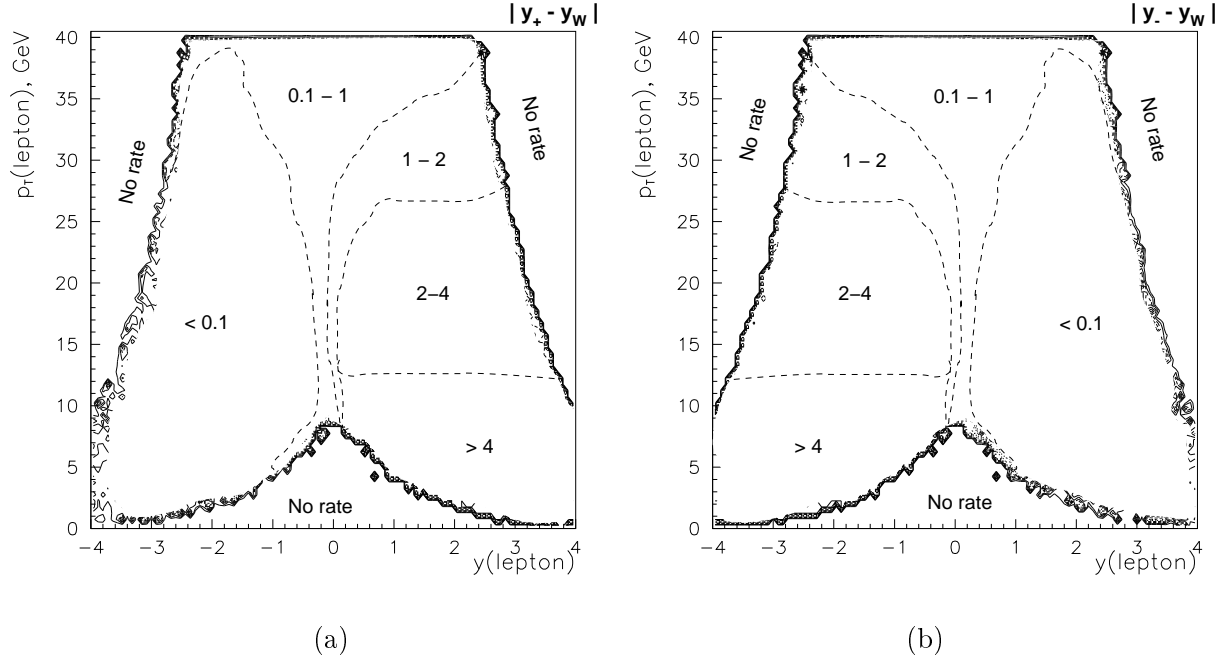 | y₊ - y_W |
p_T(lepton), GeV
40
35
30
25
20
15
10
5
0
No rate
0.1 – 1
No rate
1 – 2
2–4
< 0.1
> 4
No rate
−4 −3 −2 −1 0 1 2 3 4
y(lepton)
(a)
| y₋ - y_W |
p_T(lepton), GeV
40
35
30
25
20
15
10
5
0
No rate
0.1 – 1
No rate
1 – 2
2–4
< 0.1
> 4
No rate
−4 −3 −2 −1 0 1 2 3 4
y(lepton)
(b)